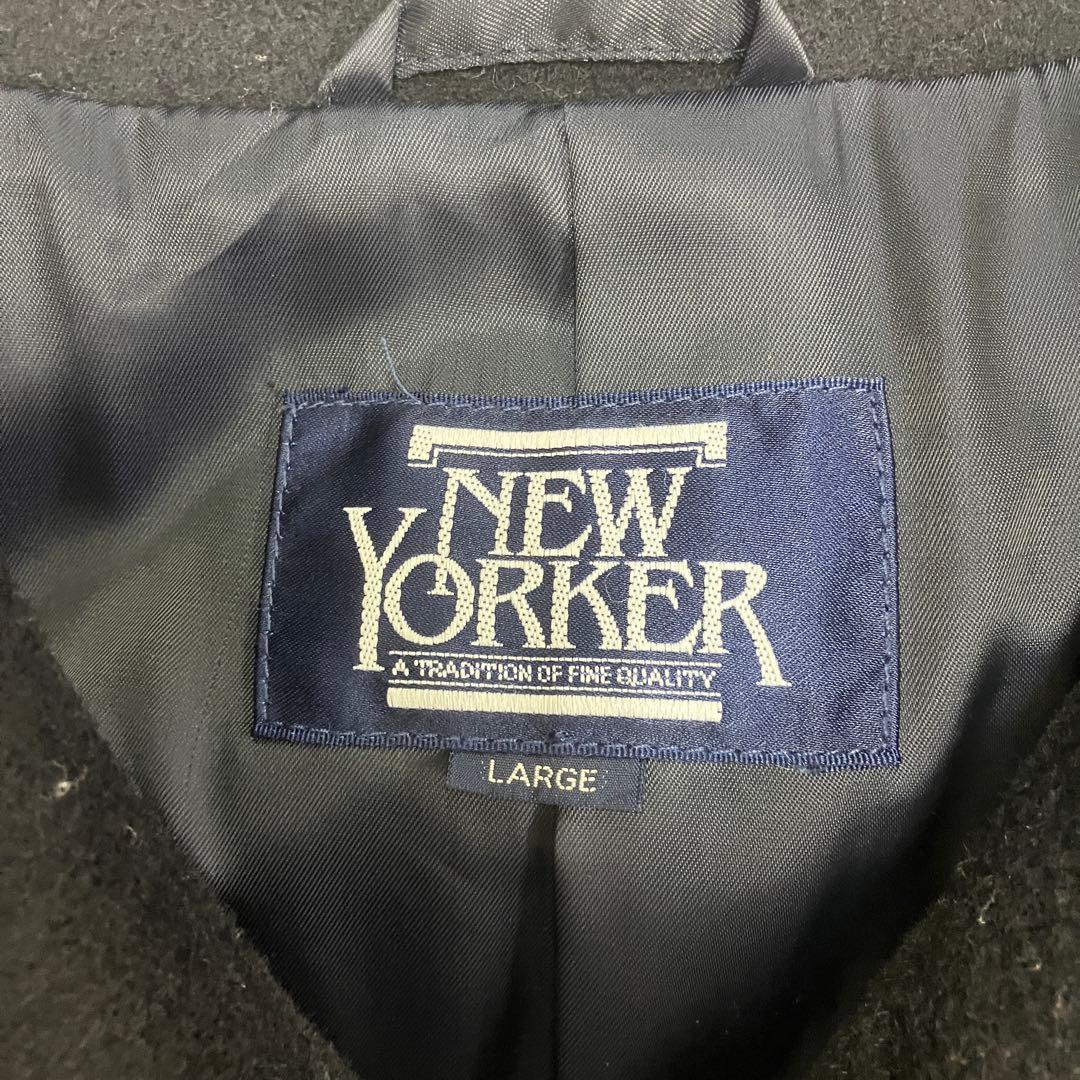 NEW
YORKER
A TRADITION OF FINE QUALITY
LARGE